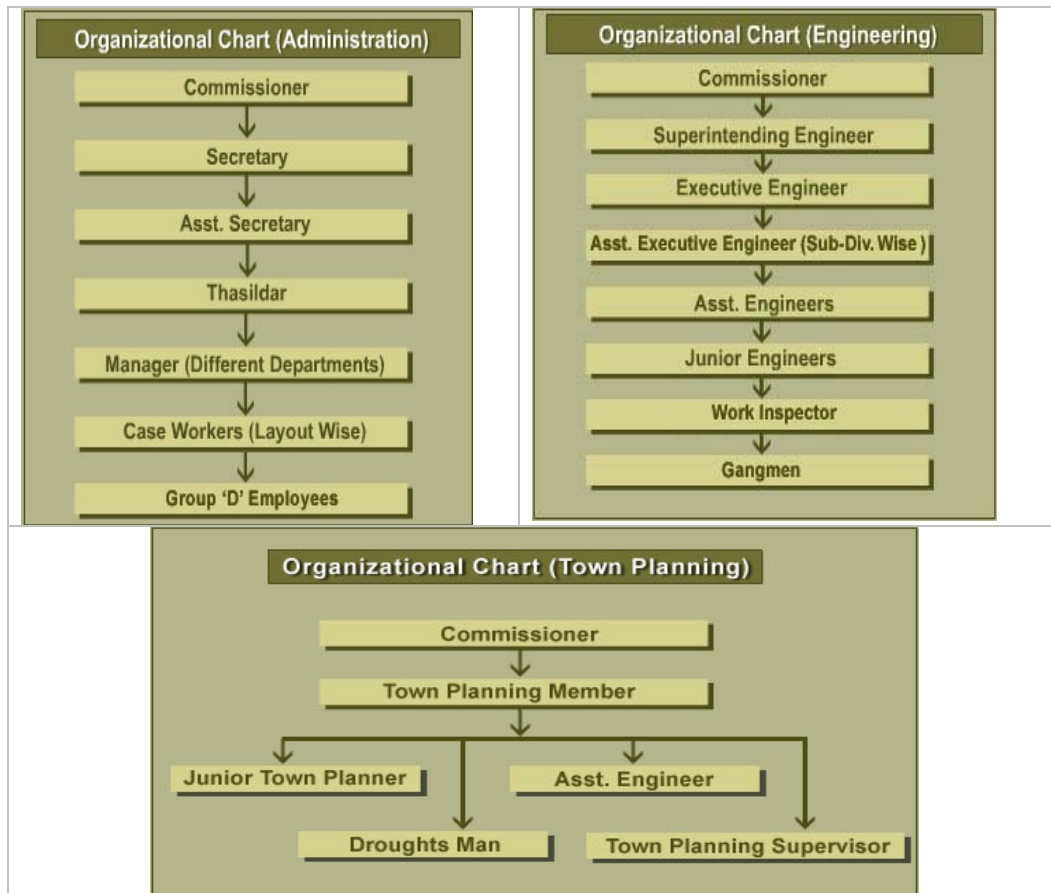 Organizational Chart (Administration)
Commissioner
Secretary
Asst. Secretary
Thasildar
Manager (Different Departments)
Case Workers (Layout Wise)
Group ‘D’ Employees
Organizational Chart (Engineering)
Commissioner
Superintending Engineer
Executive Engineer
Asst. Executive Engineer (Sub-Div. Wise )
Asst. Engineers
Junior Engineers
Work Inspector
Gangmen
Organizational Chart (Town Planning)
Commissioner
Town Planning Member
Junior Town Planner
Asst. Engineer
Droughts Man
Town Planning Supervisor